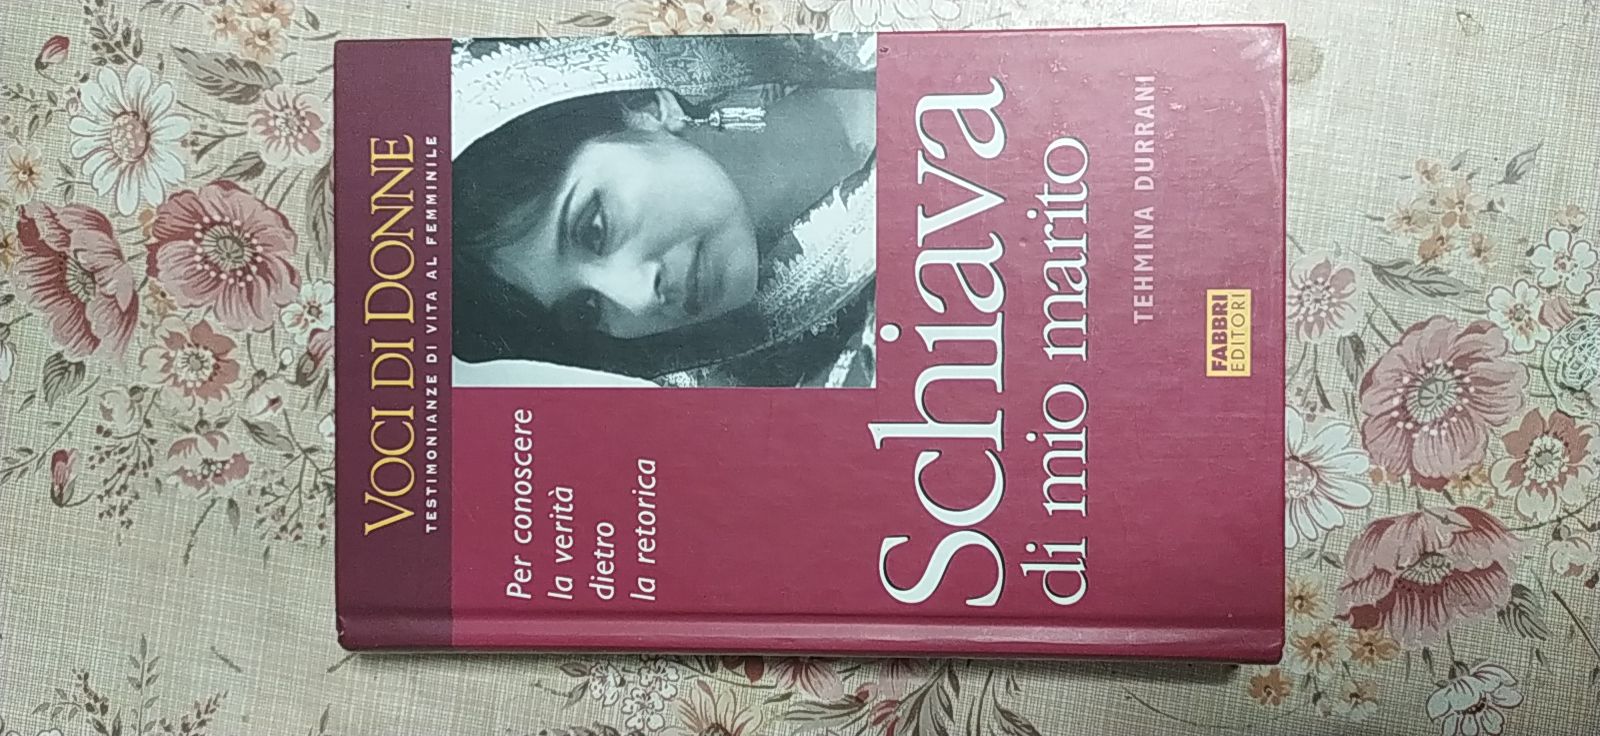 VOCI DI DONNE
TESTIMONIANZE DI VITA AL FEMMINILE
Per conoscere
la verità
dietro
la retorica
Schiava
di mio marito
TEHMINA DURRANI
FABBRI
EDITORI